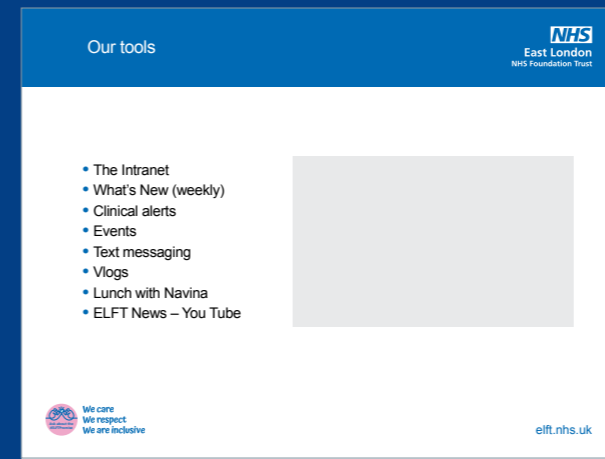 Our tools
NHS
East London
NHS Foundation Trust
• The Intranet
• What's New (weekly)
• Clinical alerts
• Events
• Text messaging
• Vlogs
• Lunch with Navina
• ELFT News – You Tube
We care
We respect
We are inclusive
elft.nhs.uk